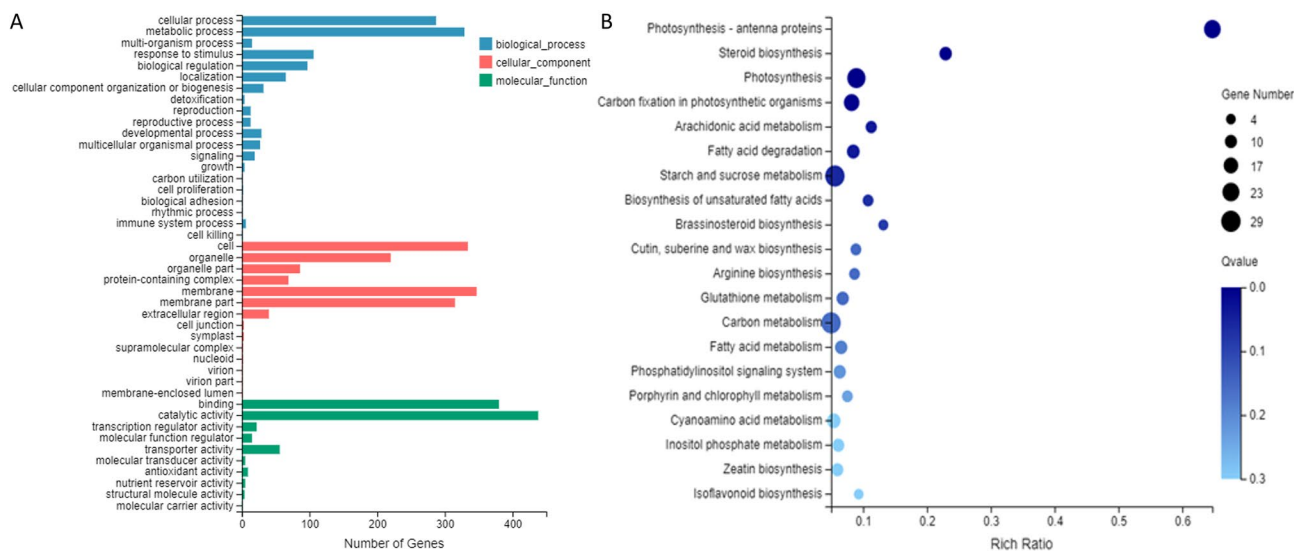 A
cellular process
metabolic process
multi-organism process
response to stimulus
biological regulation
localization
cellular component organization or biogenesis
detoxification
reproduction
reproductive process
developmental process
multicellular organismal process
signaling
growth
carbon utilization
cell proliferation
biological adhesion
rhythmic process
immune system process
cell killing
cell
organelle
organelle part
protein-containing complex
membrane
membrane part
extracellular region
cell junction
symplast
supramolecular complex
nucleoid
virion
virion part
membrane-enclosed lumen
binding
catalytic activity
transcription regulator activity
molecular function regulator
transporter activity
molecular transducer activity
antioxidant activity
nutrient reservoir activity
structural molecule activity
molecular carrier activity
0 100 200 300 400
Number of Genes
biological_process
cellular_component
molecular_function
B
Photosynthesis - antenna proteins
Steroid biosynthesis
Photosynthesis
Carbon fixation in photosynthetic organisms
Arachidonic acid metabolism
Fatty acid degradation
Starch and sucrose metabolism
Biosynthesis of unsaturated fatty acids
Brassinosteroid biosynthesis
Cutin, suberine and wax biosynthesis
Arginine biosynthesis
Glutathione metabolism
Carbon metabolism
Fatty acid metabolism
Phosphatidylinositol signaling system
Porphyrin and chlorophyll metabolism
Cyanoamino acid metabolism
Inositol phosphate metabolism
Zeatin biosynthesis
Isoflavonoid biosynthesis
0.1 0.2 0.3 0.4 0.5 0.6
Rich Ratio
Gene Number
4
10
17
23
29
Qvalue
0.0
0.1
0.2
0.3